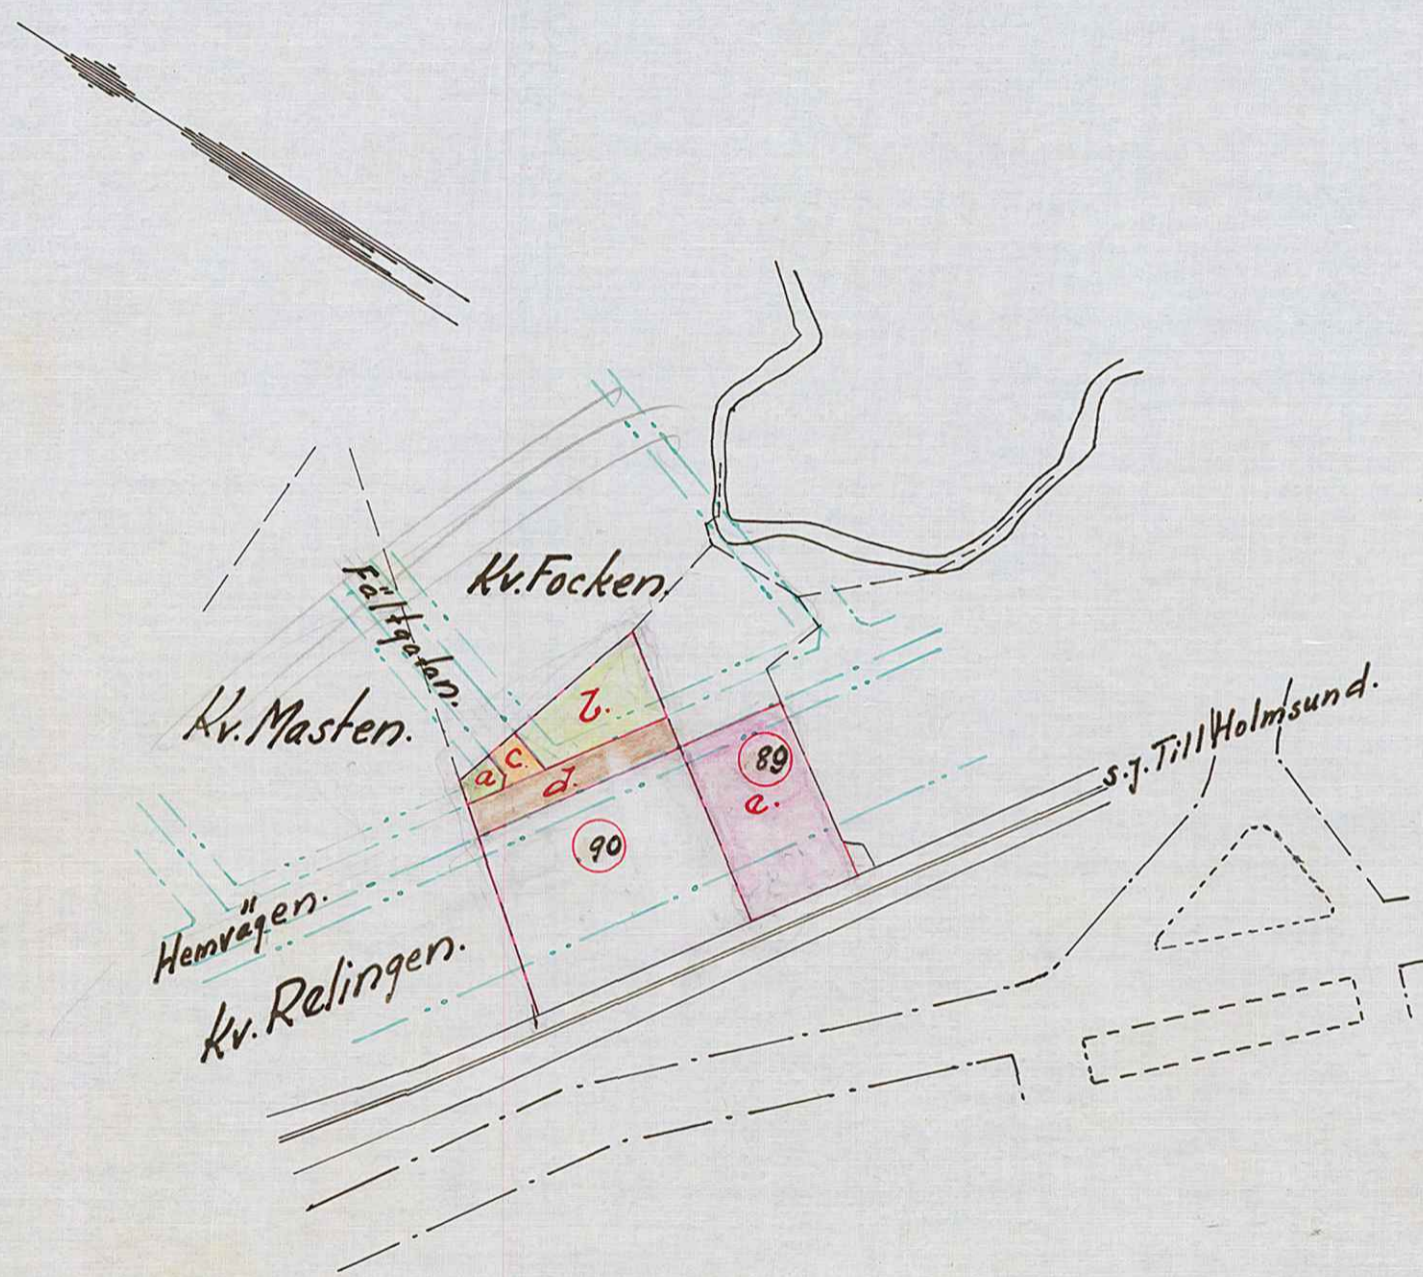 Kv. Focken.
Fältgatan.
Kv. Masten.
b.
a
c.
d.
89
e.
90
s.j. Till Holmsund.
Hemvägen.
Kv. Relingen.